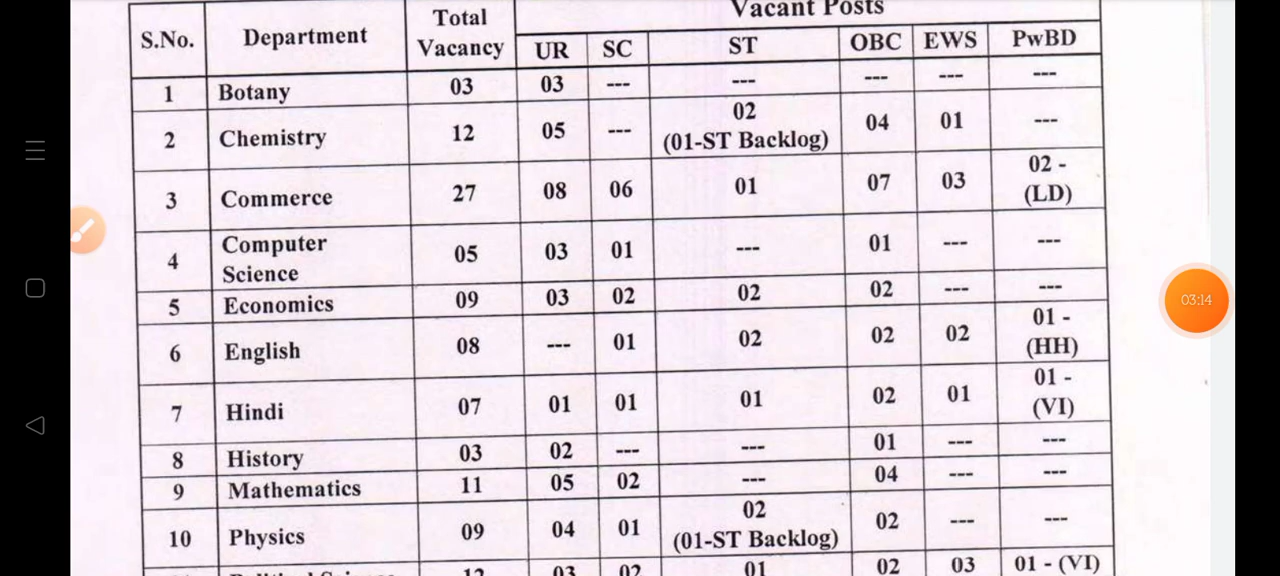 S.No. Department Total Vacancy Vacant Posts
UR SC ST OBC EWS PwBD
1 Botany 03 03 --- --- --- --- ---
2 Chemistry 12 05 --- 02 (01-ST Backlog) 04 01 ---
3 Commerce 27 08 06 01 07 03 02 - (LD)
4 Computer Science 05 03 01 --- 01 --- ---
5 Economics 09 03 02 02 02 --- ---
6 English 08 --- 01 02 02 02 01 - (HH)
7 Hindi 07 01 01 01 02 01 01 - (VI)
8 History 03 02 --- --- 01 --- ---
9 Mathematics 11 05 02 --- 04 --- ---
10 Physics 09 04 01 02 (01-ST Backlog) 02 --- ---
Political Science 12 03 02 01 02 03 01 - (VI)
03:14